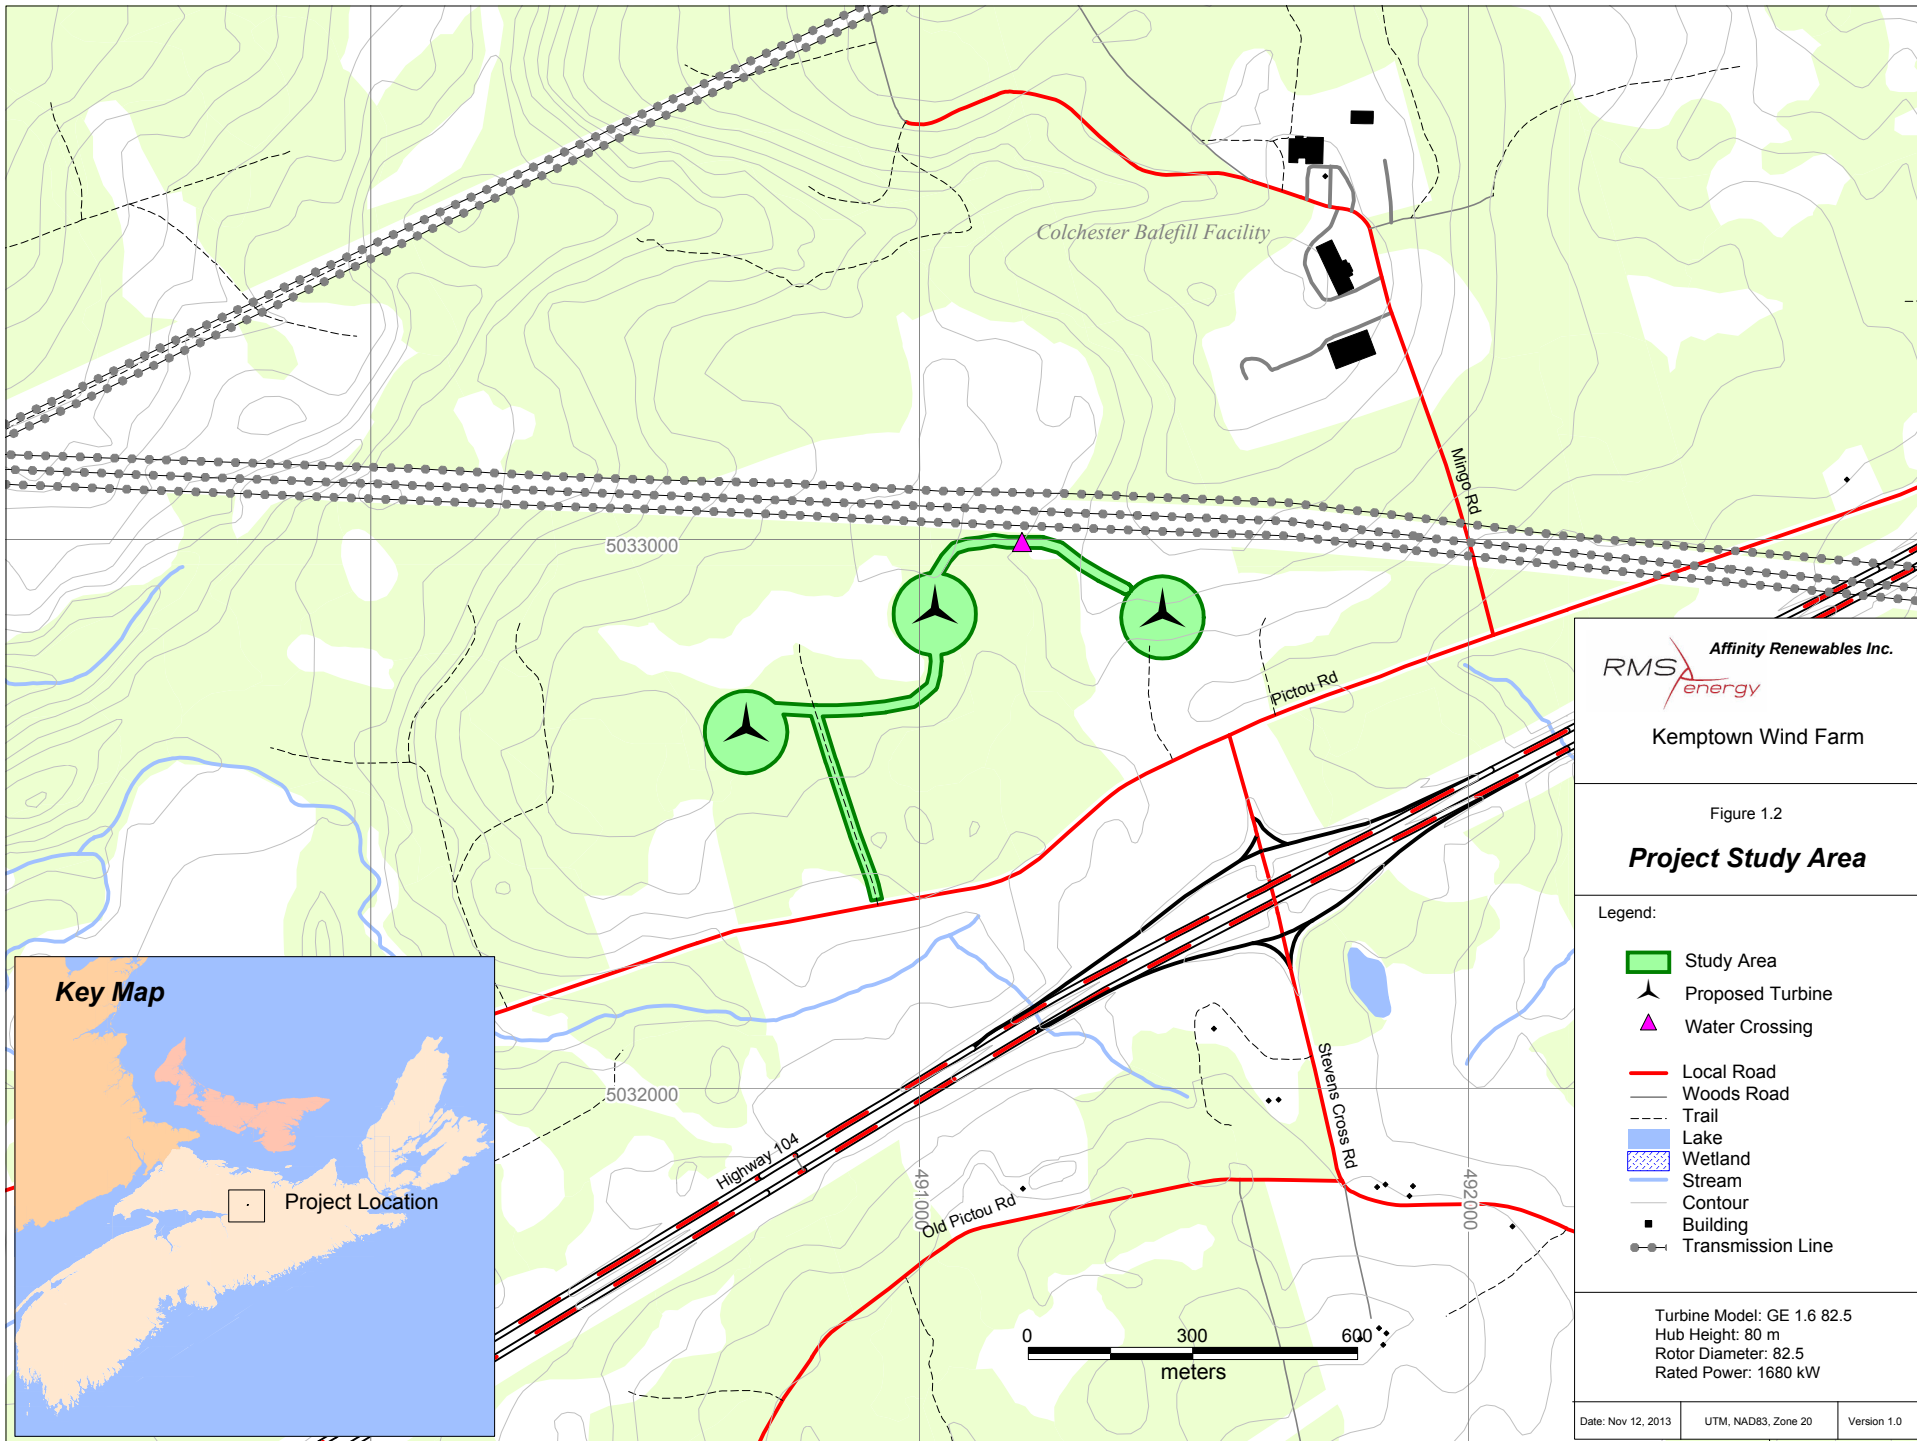 Colchester Balefill Facility
Mingo Rd
5033000
Pictou Rd
5032000
Stevens Cross Rd
Highway 104
491000
492000
Old Pictou Rd
0 300 600
meters
Key Map
Project Location
Affinity Renewables Inc.
RMS
energy
Kemptown Wind Farm
Figure 1.2
Project Study Area
Legend:
Study Area
Proposed Turbine
Water Crossing
Local Road
Woods Road
Trail
Lake
Wetland
Stream
Contour
Building
Transmission Line
Turbine Model: GE 1.6 82.5
Hub Height: 80 m
Rotor Diameter: 82.5
Rated Power: 1680 kW
Date: Nov 12, 2013
UTM, NAD83, Zone 20
Version 1.0